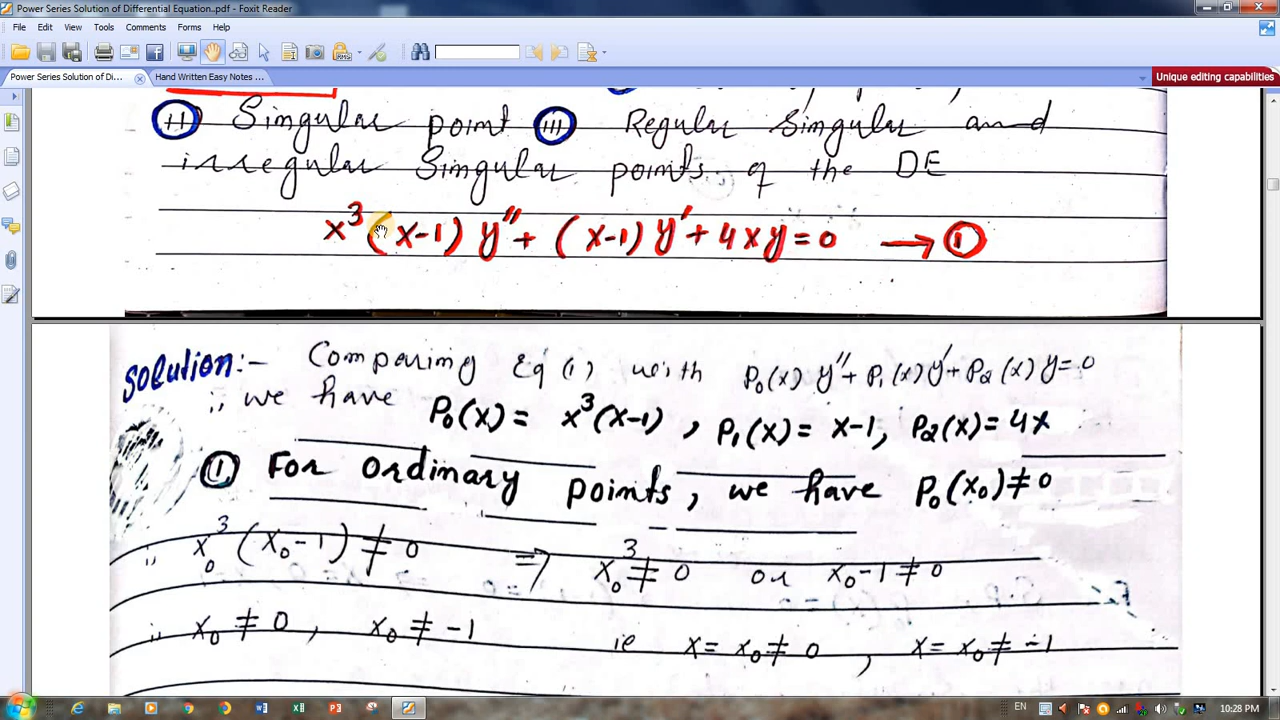 Power Series Solution of Differential Equation..pdf - Foxit Reader
File Edit View Tools Comments Forms Help
Power Series Solution of Di... Hand Written Easy Notes ... Unique editing capabilities
(ii) Singular point (iii) Regular Singular and
irregular Singular points of the DE
x³(x-1) y'' + (x-1) y' + 4xy = 0 → (1)
Solution:- Comparing Eq (1) with P₀(x) y'' + P₁(x) y' + P₂(x) y = 0
∴ we have P₀(x) = x³(x-1), P₁(x) = x-1, P₂(x) = 4x
(1) For ordinary points, we have P₀(x₀) ≠ 0
∴ x₀³ (x₀-1) ≠ 0 ⇒ x₀³ ≠ 0 or x₀-1 ≠ 0
∴ x₀ ≠ 0, x₀ ≠ -1 ie x = x₀ ≠ 0, x = x₀ ≠ -1
10:28 PM